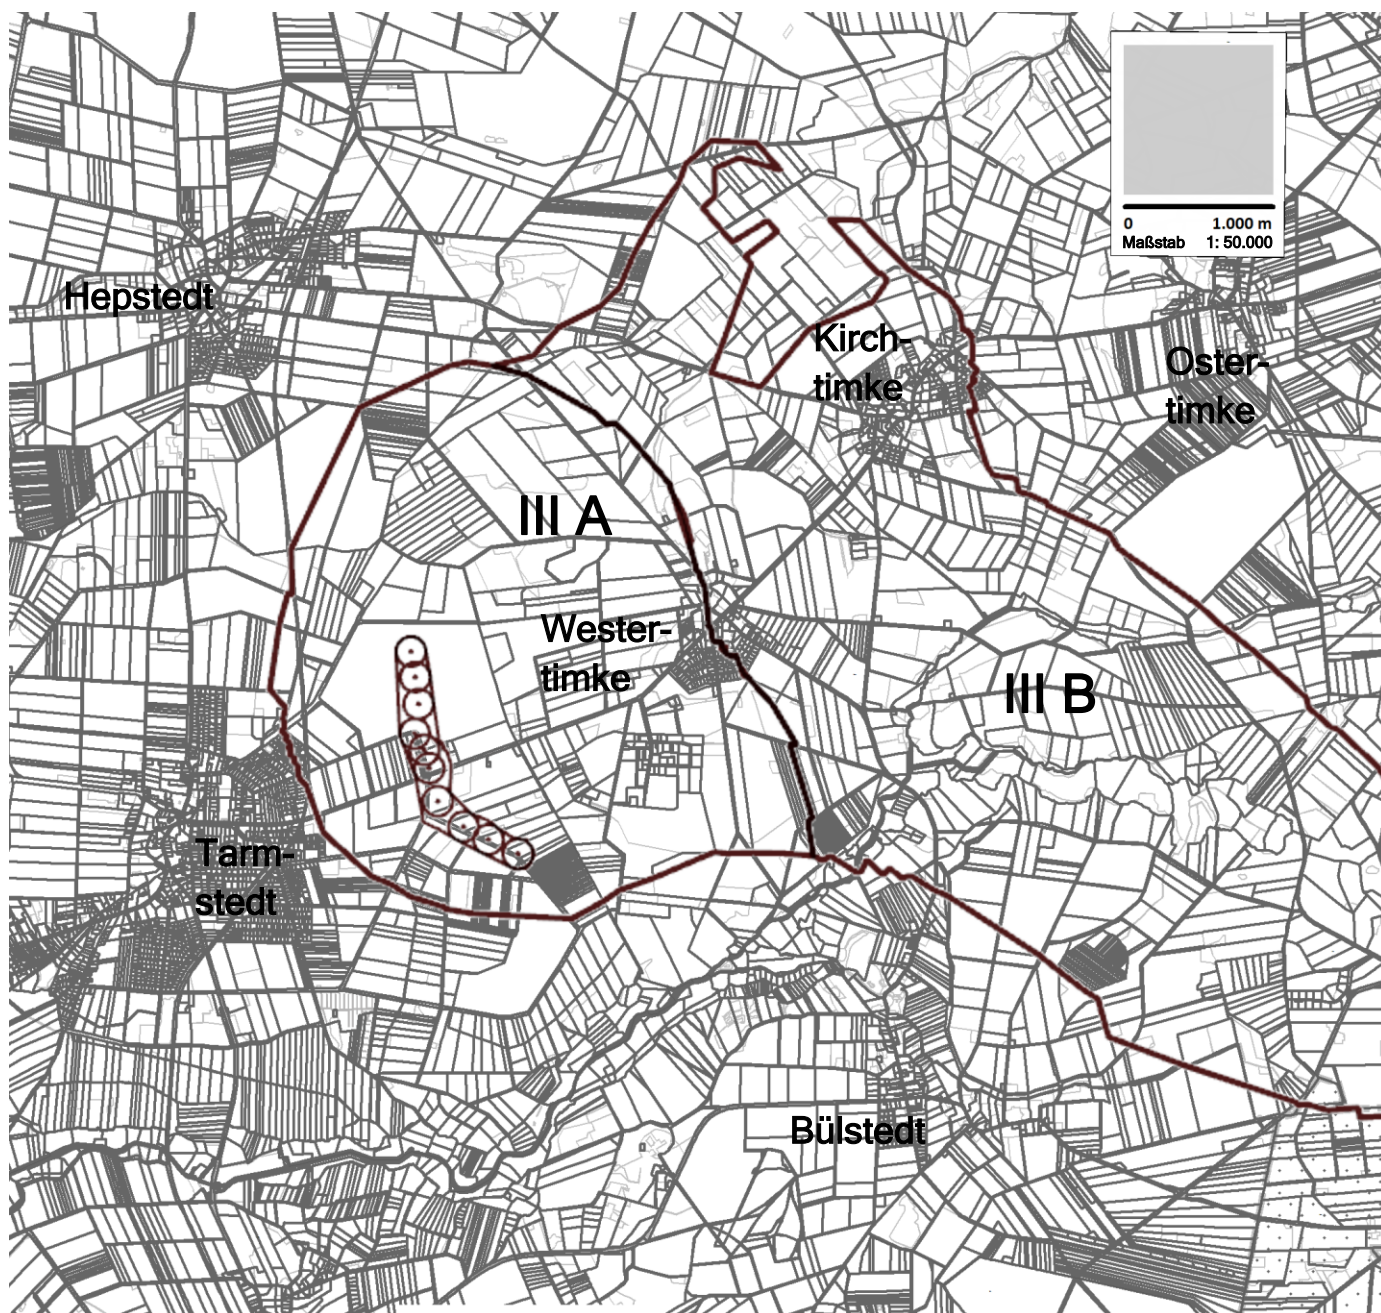 0 1.000 m
Maßstab 1: 50.000
Hepstedt
Kirch-
timke
Oster-
timke
III A
Wester-
timke
III B
Tarm-
stedt
Bülstedt